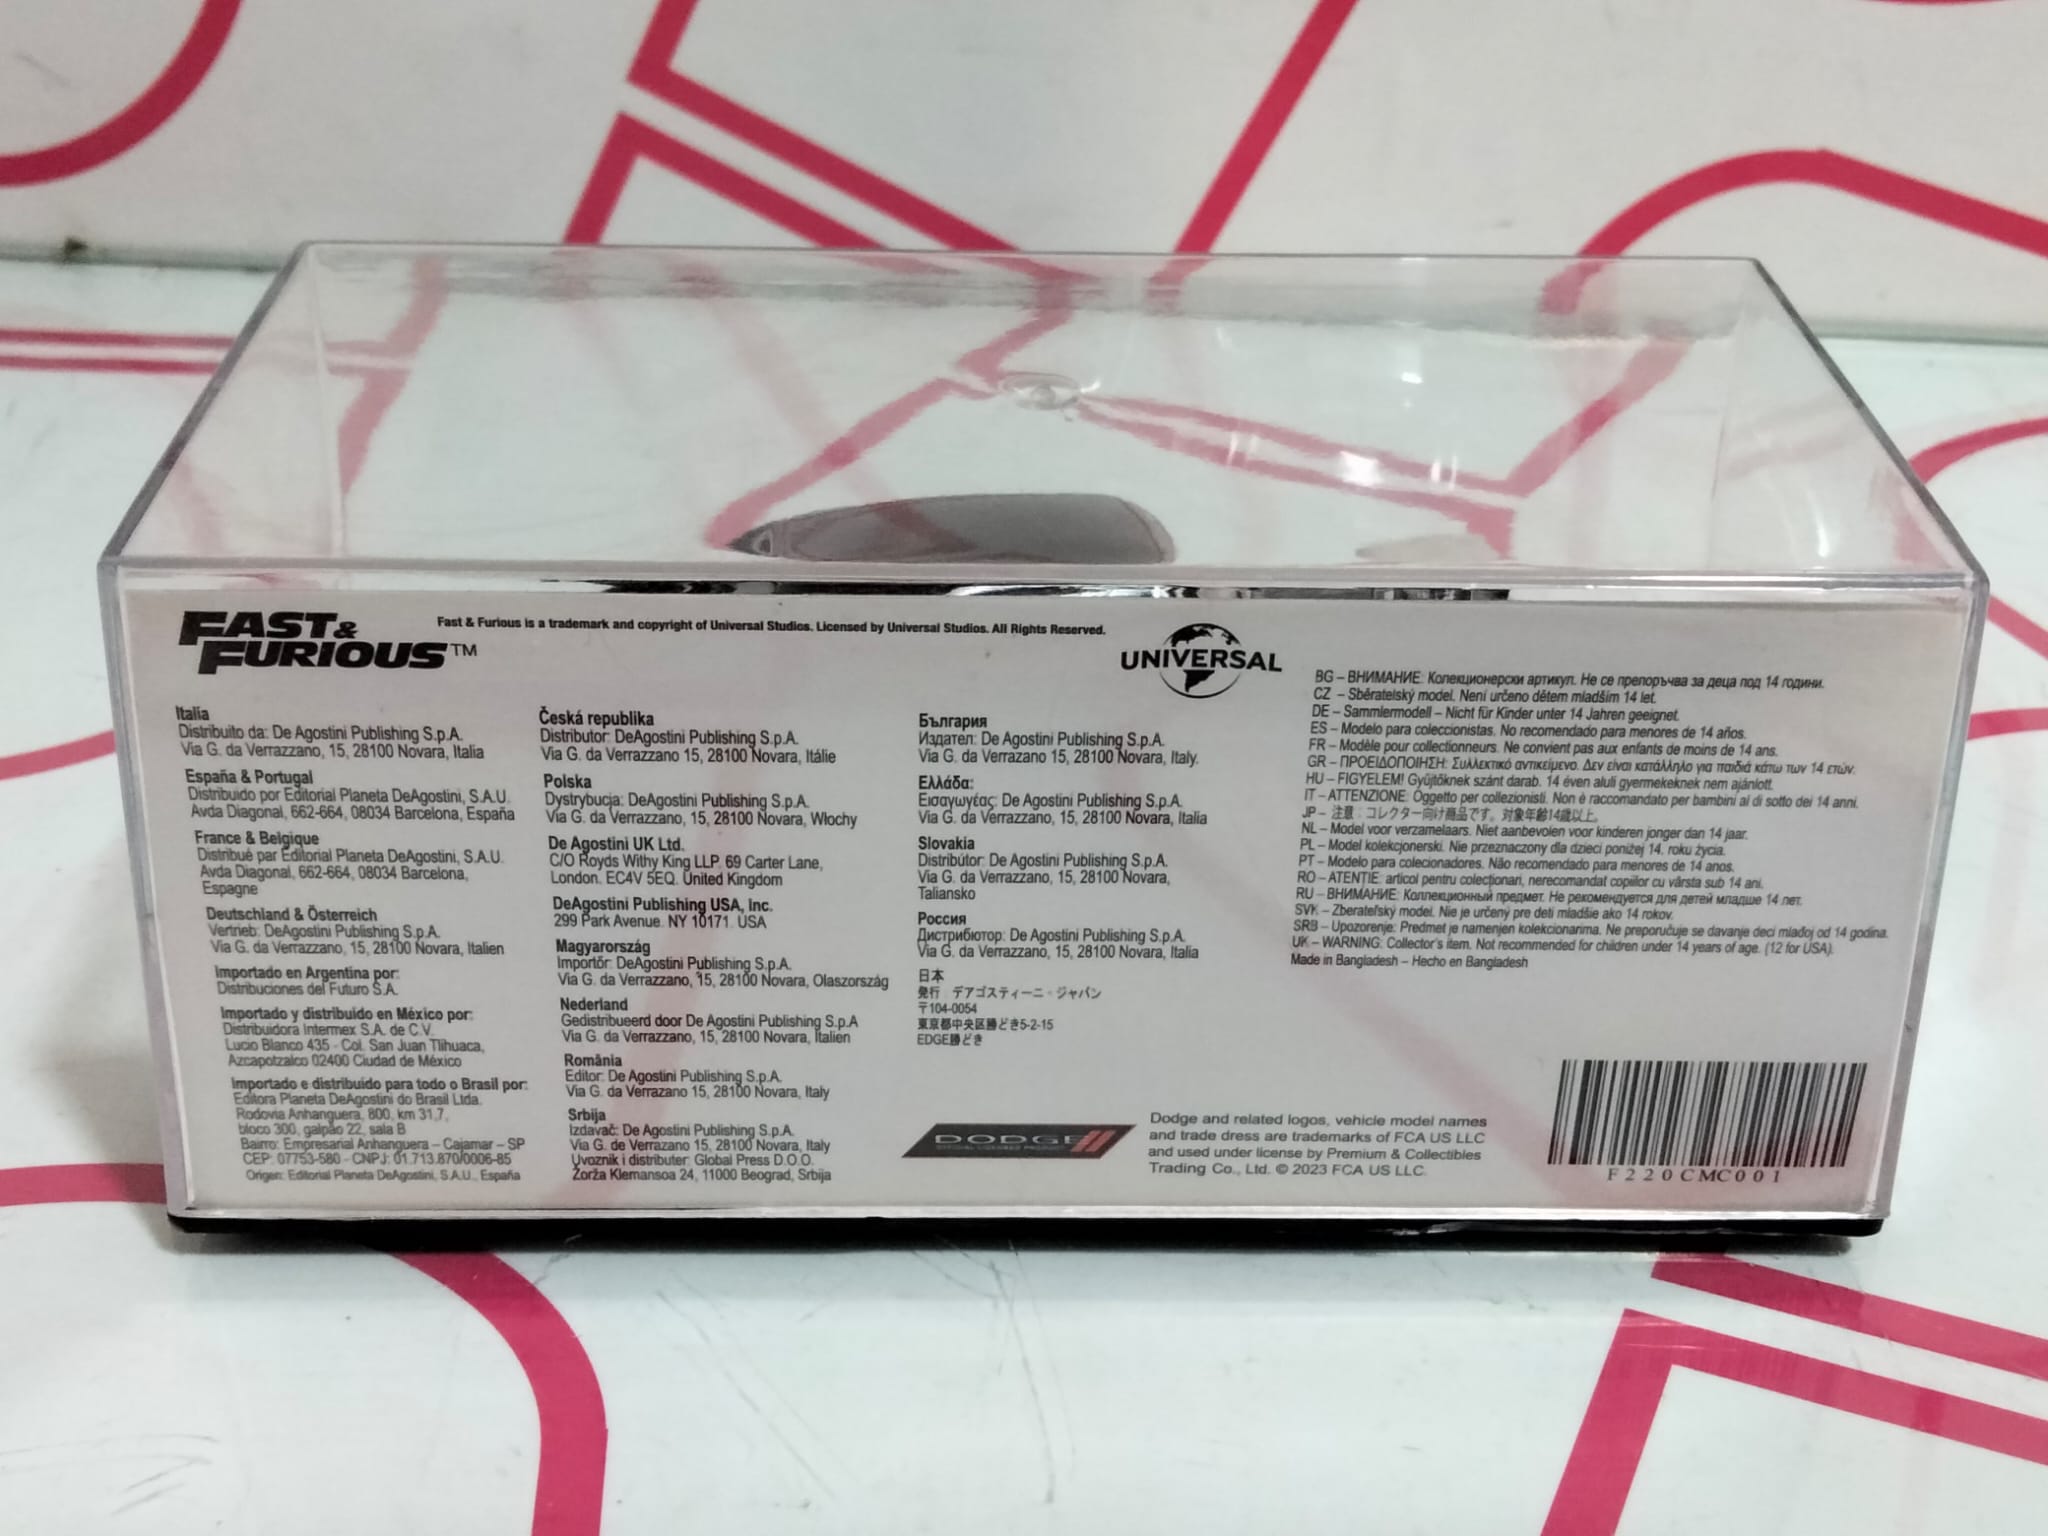 FAST &
FURIOUS™
Fast & Furious is a trademark and copyright of Universal Studios. Licensed by Universal Studios. All Rights Reserved.
UNIVERSAL
Italia
Distribuito da: De Agostini Publishing S.p.A.
Via G. da Verrazzano, 15, 28100 Novara, Italia
España & Portugal
Distribuido por Editorial Planeta DeAgostini, S.A.U.
Avda Diagonal, 662-664, 08034 Barcelona, España
France & Belgique
Distribué par Editorial Planeta DeAgostini, S.A.U.
Avda Diagonal, 662-664, 08034 Barcelona,
Espagne
Deutschland & Österreich
Vertrieb: DeAgostini Publishing S.p.A.
Via G. da Verrazzano, 15, 28100 Novara, Italien
Importado en Argentina por:
Distribuciones del Futuro S.A.
Importado y distribuido en México por:
Distribuidora Intermex S.A. de C.V.
Lucio Blanco 435 - Col. San Juan Tlihuaca,
Azcapotzalco 02400 Ciudad de México
Importado e distribuido para todo o Brasil por:
Editora Planeta DeAgostini do Brasil Ltda.
Rodovia Anhanguera, 800, km 31,7,
bloco 300, galpão 22, sala B
Bairro: Empresarial Anhanguera – Cajamar – SP
CEP: 07753-580 - CNPJ: 01.713.870/0006-85
Origen: Editorial Planeta DeAgostini, S.A.U., España
Česká republika
Distributor: DeAgostini Publishing S.p.A.
Via G. da Verrazzano 15, 28100 Novara, Itálie
Polska
Dystrybucja: DeAgostini Publishing S.p.A.
Via G. da Verrazzano, 15, 28100 Novara, Włochy
De Agostini UK Ltd.
C/O Royds Withy King LLP, 69 Carter Lane,
London. EC4V 5EQ. United Kingdom
DeAgostini Publishing USA, Inc.
299 Park Avenue. NY 10171. USA
Magyarország
Importőr: DeAgostini Publishing S.p.A.
Via G. da Verrazzano, 15, 28100 Novara, Olaszország
Nederland
Gedistribueerd door De Agostini Publishing S.p.A
Via G. da Verrazzano, 15, 28100 Novara, Italien
România
Editor: De Agostini Publishing S.p.A.
Via G. da Verrazano 15, 28100 Novara, Italy
Srbija
Izdavač: De Agostini Publishing S.p.A.
Via G. de Verrazano 15, 28100 Novara, Italy
Uvoznik i distributer: Global Press D.O.O.
Žorža Klemansoa 24, 11000 Beograd, Srbija
България
Издател: De Agostini Publishing S.p.A.
Via G. da Verrazano 15, 28100 Novara, Italy.
Ελλάδα:
Εισαγωγέας: De Agostini Publishing S.p.A.
Via G. da Verrazzano, 15, 28100 Novara, Italia
Slovakia
Distribútor: De Agostini Publishing S.p.A.
Via G. da Verrazzano, 15, 28100 Novara,
Taliansko
Россия
Дистрибютор: De Agostini Publishing S.p.A.
Via G. da Verrazzano, 15, 28100 Novara, Italia
日本
発行 : デアゴスティーニ・ジャパン
〒104-0054
東京都中央区勝どき5-2-15
EDGE勝どき
BG – ВНИМАНИЕ: Колекционерски артикул. Не се препоръчва за деца под 14 години.
CZ – Sběratelský model. Není určeno dětem mladším 14 let.
DE – Sammlermodell – Nicht für Kinder unter 14 Jahren geeignet.
ES – Modelo para coleccionistas. No recomendado para menores de 14 años.
FR – Modèle pour collectionneurs. Ne convient pas aux enfants de moins de 14 ans.
GR – ΠΡΟΕΙΔΟΠΟΙΗΣΗ: Συλλεκτικό αντικείμενο. Δεν είναι κατάλληλο για παιδιά κάτω των 14 ετών.
HU – FIGYELEM! Gyűjtőknek szánt darab. 14 éven aluli gyermekeknek nem ajánlott.
IT – ATTENZIONE: Oggetto per collezionisti. Non è raccomandato per bambini al di sotto dei 14 anni.
JP – 注意 : コレクター向け商品です。対象年齢14歳以上。
NL – Model voor verzamelaars. Niet aanbevolen voor kinderen jonger dan 14 jaar.
PL – Model kolekcjonerski. Nie przeznaczony dla dzieci poniżej 14. roku życia.
PT – Modelo para colecionadores. Não recomendado para menores de 14 anos.
RO – ATENȚIE: articol pentru colecționari, nerecomandat copiilor cu vârsta sub 14 ani.
RU – ВНИМАНИЕ: Коллекционный предмет. Не рекомендуется для детей младше 14 лет.
SVK – Zberateľský model. Nie je určený pre deti mladšie ako 14 rokov.
SRB – Upozorenje: Predmet je namenjen kolekcionarima. Ne preporučuje se davanje deci mlađoj od 14 godina.
UK – WARNING: Collector's item. Not recommended for children under 14 years of age. (12 for USA).
Made in Bangladesh – Hecho en Bangladesh
DODGE
Dodge and related logos, vehicle model names
and trade dress are trademarks of FCA US LLC
and used under license by Premium & Collectibles
Trading Co., Ltd. © 2023 FCA US LLC.
F220CMC001